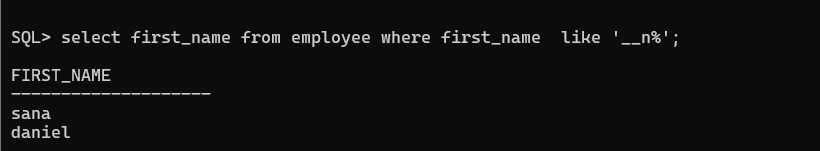 SQL> select first_name from employee where first_name  like '__n%';
FIRST_NAME
--------------------
sana
daniel